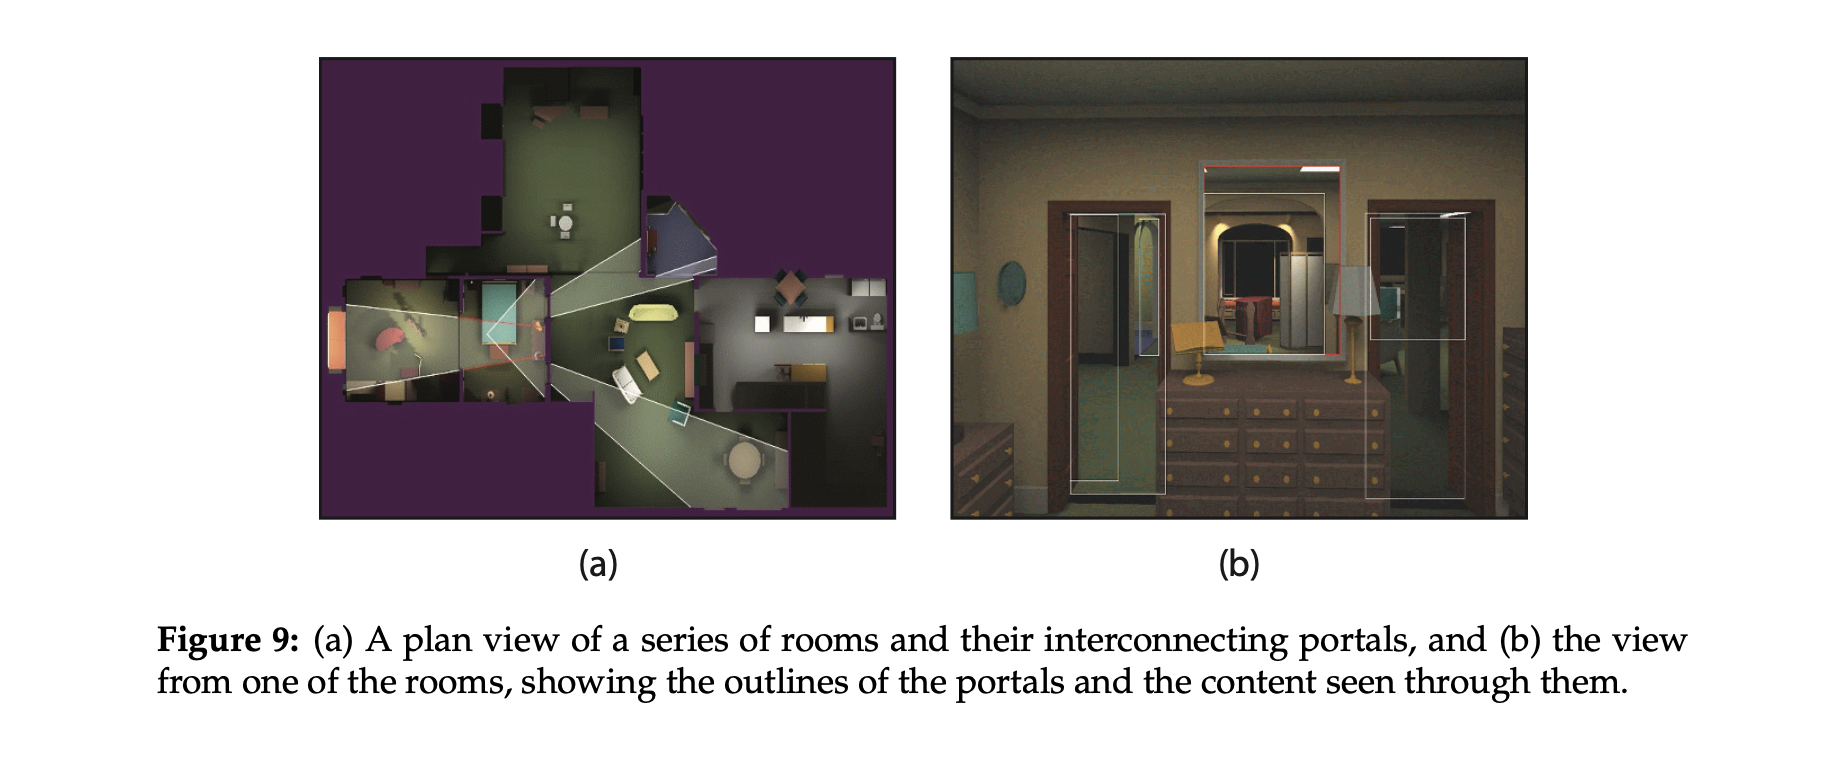 (a)
(b)
Figure 9: (a) A plan view of a series of rooms and their interconnecting portals, and (b) the view
from one of the rooms, showing the outlines of the portals and the content seen through them.